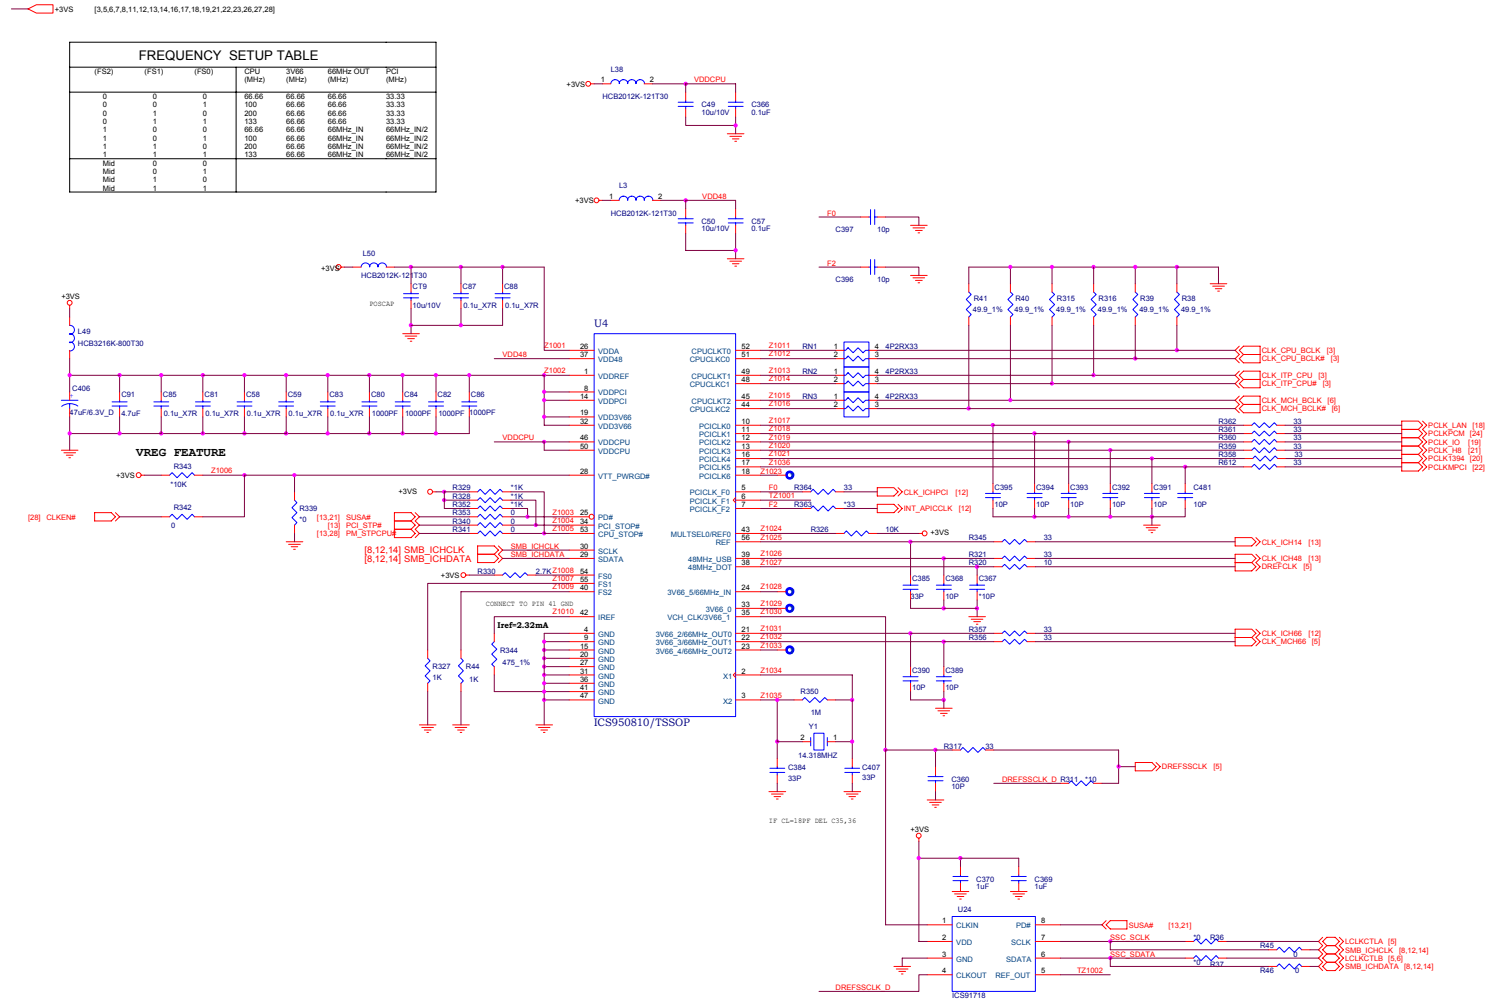 +3VS [3,5,6,7,8,11,12,13,14,16,17,18,19,21,22,23,26,27,28]
FREQUENCY SETUP TABLE
(FS2) (FS1) (FS0) CPU (MHz) 3V66 (MHz) 66MHz OUT (MHz) PCI (MHz)
0 0 0 66.66 66.66 66.66 33.33
0 0 1 100 66.66 66.66 33.33
0 1 0 200 66.66 66.66 33.33
0 1 1 133 66.66 66.66 33.33
1 0 0 66.66 66.66 66MHz_IN 66MHz_IN/2
1 0 1 100 66.66 66MHz_IN 66MHz_IN/2
1 1 0 200 66.66 66MHz_IN 66MHz_IN/2
1 1 1 133 66.66 66MHz_IN 66MHz_IN/2
Mid 0 0
Mid 0 1
Mid 1 0
Mid 1 1
L38
+3VS 1 2 VDDCPU
HCB2012K-121T30
C49 10u/10V
C366 0.1uF
L3
+3VS 1 2 VDD48
HCB2012K-121T30
C50 10u/10V
C57 0.1uF
F0
C397 10p
F2
C396 10p
L50
+3VS
HCB2012K-121T30
POSCAP
CT9 10u/10V
C87 0.1u_X7R
C88 0.1u_X7R
R41 49.9_1%
R40 49.9_1%
R315 49.9_1%
R316 49.9_1%
R39 49.9_1%
R38 49.9_1%
+3VS
L49
HCB3216K-800T30
C406 47uF/6.3V_D
C91 4.7uF
C85 0.1u_X7R
C81 0.1u_X7R
C58 0.1u_X7R
C59 0.1u_X7R
C83 0.1u_X7R
C80 1000PF
C84 1000PF
C82 1000PF
C86 1000PF
VREG FEATURE
+3VS R343 *10K Z1006
[28] CLKEN# R342 0
R339 *0
+3VS
R329 *1K
R328 *1K
R352 *1K
[13,21] SUSA# R353 0 Z1003
[13] PCI_STP# R340 0 Z1004
[13,28] PM_STPCPU# R341 0 Z1005
[8,12,14] SMB_ICHCLK SMB_ICHCLK
[8,12,14] SMB_ICHDATA SMB_ICHDATA
+3VS R330 2.7K Z1008
Z1007
Z1009
CONNECT TO PIN 41 GND
Z1010
Iref=2.32mA
R344 475_1%
R327 1K
R44 1K
U4
Z1001 26 VDDA
VDD48 37 VDD48
Z1002 1 VDDREF
8 VDDPCI
14 VDDPCI
19 VDD3V66
32 VDD3V66
VDDCPU 46 VDDCPU
50 VDDCPU
28 VTT_PWRGD#
25 PD#
34 PCI_STOP#
53 CPU_STOP#
30 SCLK
29 SDATA
54 FS0
55 FS1
40 FS2
42 IREF
4 GND
9 GND
15 GND
20 GND
27 GND
31 GND
36 GND
41 GND
47 GND
ICS950810/TSSOP
CPUCLKT0 52 Z1011 RN1 1 4 4P2RX33 CLK_CPU_BCLK [3]
CPUCLKC0 51 Z1012 2 3 CLK_CPU_BCLK# [3]
CPUCLKT1 49 Z1013 RN2 1 4 4P2RX33 CLK_ITP_CPU [3]
CPUCLKC1 48 Z1014 2 3 CLK_ITP_CPU# [3]
CPUCLKT2 45 Z1015 RN3 1 4 4P2RX33 CLK_MCH_BCLK [6]
CPUCLKC2 44 Z1016 2 3 CLK_MCH_BCLK# [6]
PCICLK0 10 Z1017 R362 33 PCLK_LAN [18]
PCICLK1 11 Z1018 R361 33 PCLKPCM [24]
PCICLK2 12 Z1019 R360 33 PCLK_IO [19]
PCICLK3 13 Z1020 R359 33 PCLK_H8 [21]
PCICLK4 16 Z1021 R358 33 PCLK1394 [20]
PCICLK5 17 Z1036 R612 33 PCLKMPCI [22]
PCICLK6 18 Z1023
PCICLK_F0 5 F0 R364 33 CLK_ICHPCI [12]
PCICLK_F1 6 TZ1001
PCICLK_F2 7 F2 R363 *33 INT_APICCLK [12]
C395 10P
C394 10P
C393 10P
C392 10P
C391 10P
C481 10P
MULTSEL0/REF0 43 Z1024 R326 10K +3VS
REF 56 Z1025 R345 33 CLK_ICH14 [13]
48MHz_USB 39 Z1026 R321 33 CLK_ICH48 [13]
48MHz_DOT 38 Z1027 R320 10 DREFCLK [5]
C385 33P
C368 10P
C367 *10P
3V66_5/66MHz_IN 24 Z1028
3V66_0 33 Z1029
VCH_CLK/3V66_1 35 Z1030
3V66_2/66MHz_OUT0 21 Z1031 R357 33 CLK_ICH66 [12]
3V66_3/66MHz_OUT1 22 Z1032 R356 33 CLK_MCH66 [5]
3V66_4/66MHz_OUT2 23 Z1033
C390 10P
C389 10P
X1 2 Z1034
X2 3 Z1035
R350 1M
Y1
2 1
14.318MHZ
C384 33P
C407 33P
IF CL=18PF DEL C35,36
R317 33
C360 10P
DREFSSCLK_D R311 *10
DREFSSCLK [5]
+3VS
C370 1uF
C369 1uF
U24
1 CLKIN PD# 8 SUSA# [13,21]
2 VDD SCLK 7 SSC_SCLK *0 R36 LCLKCTLA [5]
R45 0 SMB_ICHCLK [8,12,14]
3 GND SDATA 6 SSC_SDATA *0 R37 LCLKCTLB [5,6]
R46 0 SMB_ICHDATA [8,12,14]
4 CLKOUT REF_OUT 5 TZ1002
DREFSSCLK_D
ICS91718